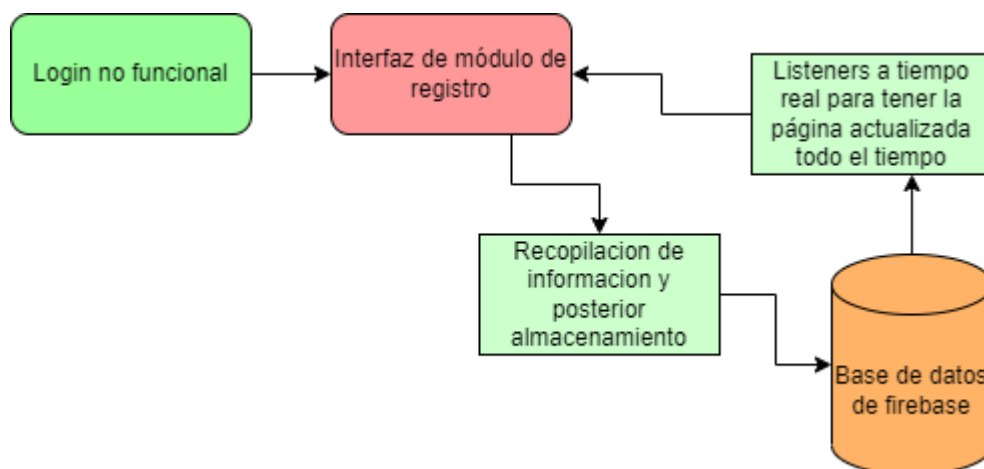 Login no funcional
Interfaz de módulo de
registro
Listeners a tiempo
real para tener la
página actualizada
todo el tiempo
Recopilacion de
informacion y
posterior
almacenamiento
Base de datos
de firebase